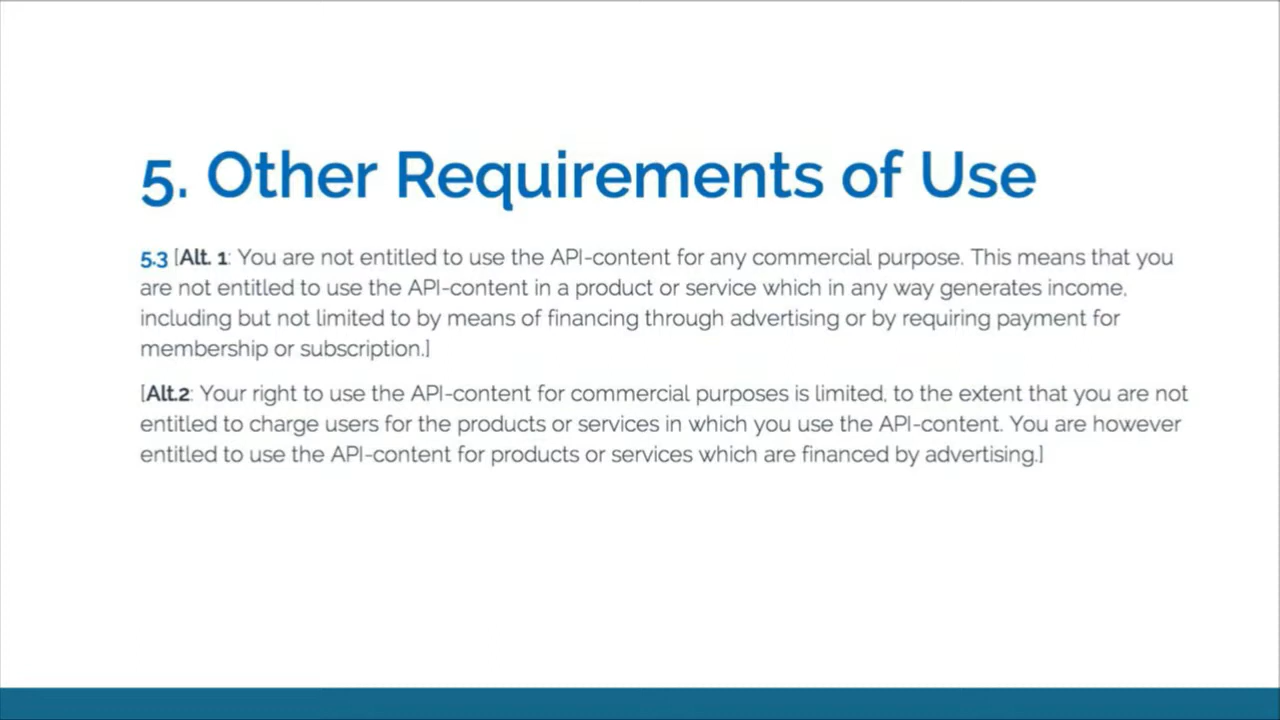 5. Other Requirements of Use
5.3 [Alt. 1: You are not entitled to use the API-content for any commercial purpose. This means that you
are not entitled to use the API-content in a product or service which in any way generates income,
including but not limited to by means of financing through advertising or by requiring payment for
membership or subscription.]
[Alt.2: Your right to use the API-content for commercial purposes is limited, to the extent that you are not
entitled to charge users for the products or services in which you use the API-content. You are however
entitled to use the API-content for products or services which are financed by advertising.]